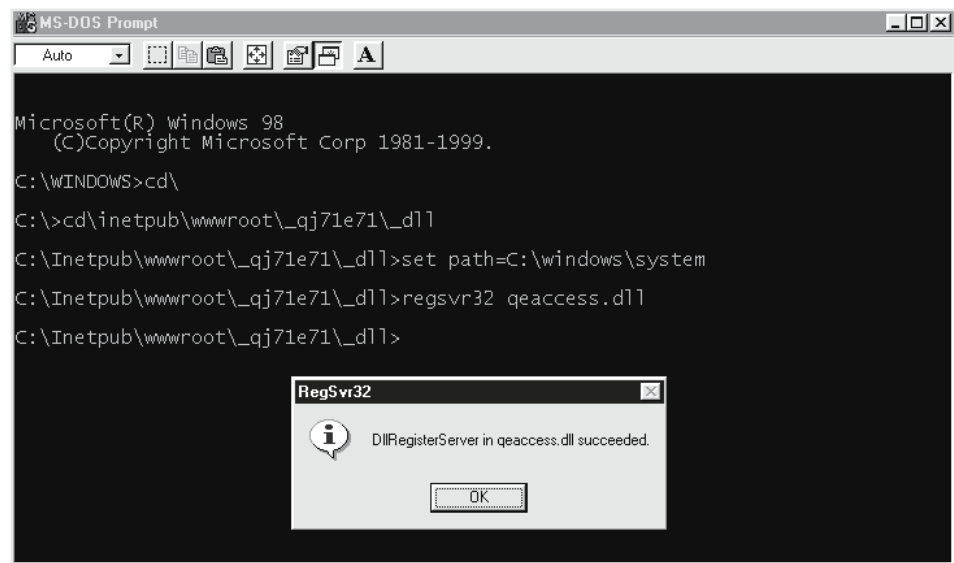 MS-DOS Prompt
Auto
A
Microsoft(R) Windows 98
(C)Copyright Microsoft Corp 1981-1999.
C:\WINDOWS>cd\
C:\>cd\inetpub\wwwroot\_qj71e71\_dll
C:\Inetpub\wwwroot\_qj71e71\_dll>set path=C:\windows\system
C:\Inetpub\wwwroot\_qj71e71\_dll>regsvr32 qeaccess.dll
C:\Inetpub\wwwroot\_qj71e71\_dll>
RegSvr32
DllRegisterServer in qeaccess.dll succeeded.
OK